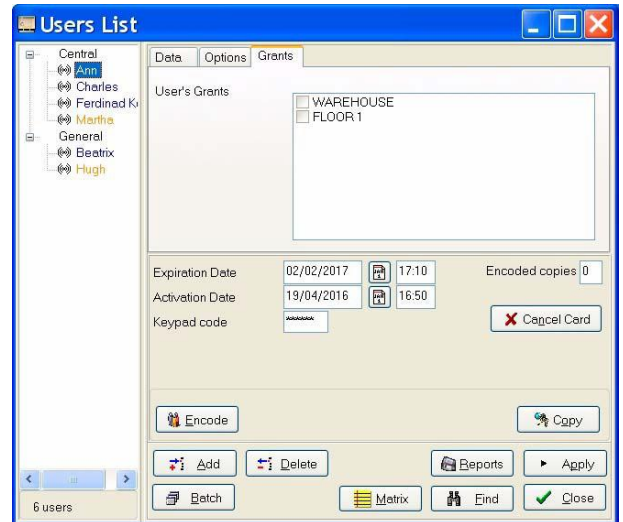 Users List
Central
Ann
Charles
Ferdinad
Martha
General
Beatrix
Hugh
6 users
Data Options Grants
User's Grants
WAREHOUSE
FLOOR 1
Expiration Date 02/02/2017 17:10 Encoded copies 0
Activation Date 19/04/2016 16:50
Keypad code ****** Cancel Card
Encode Copy
Add Delete Reports Apply
Batch Matrix Find Close